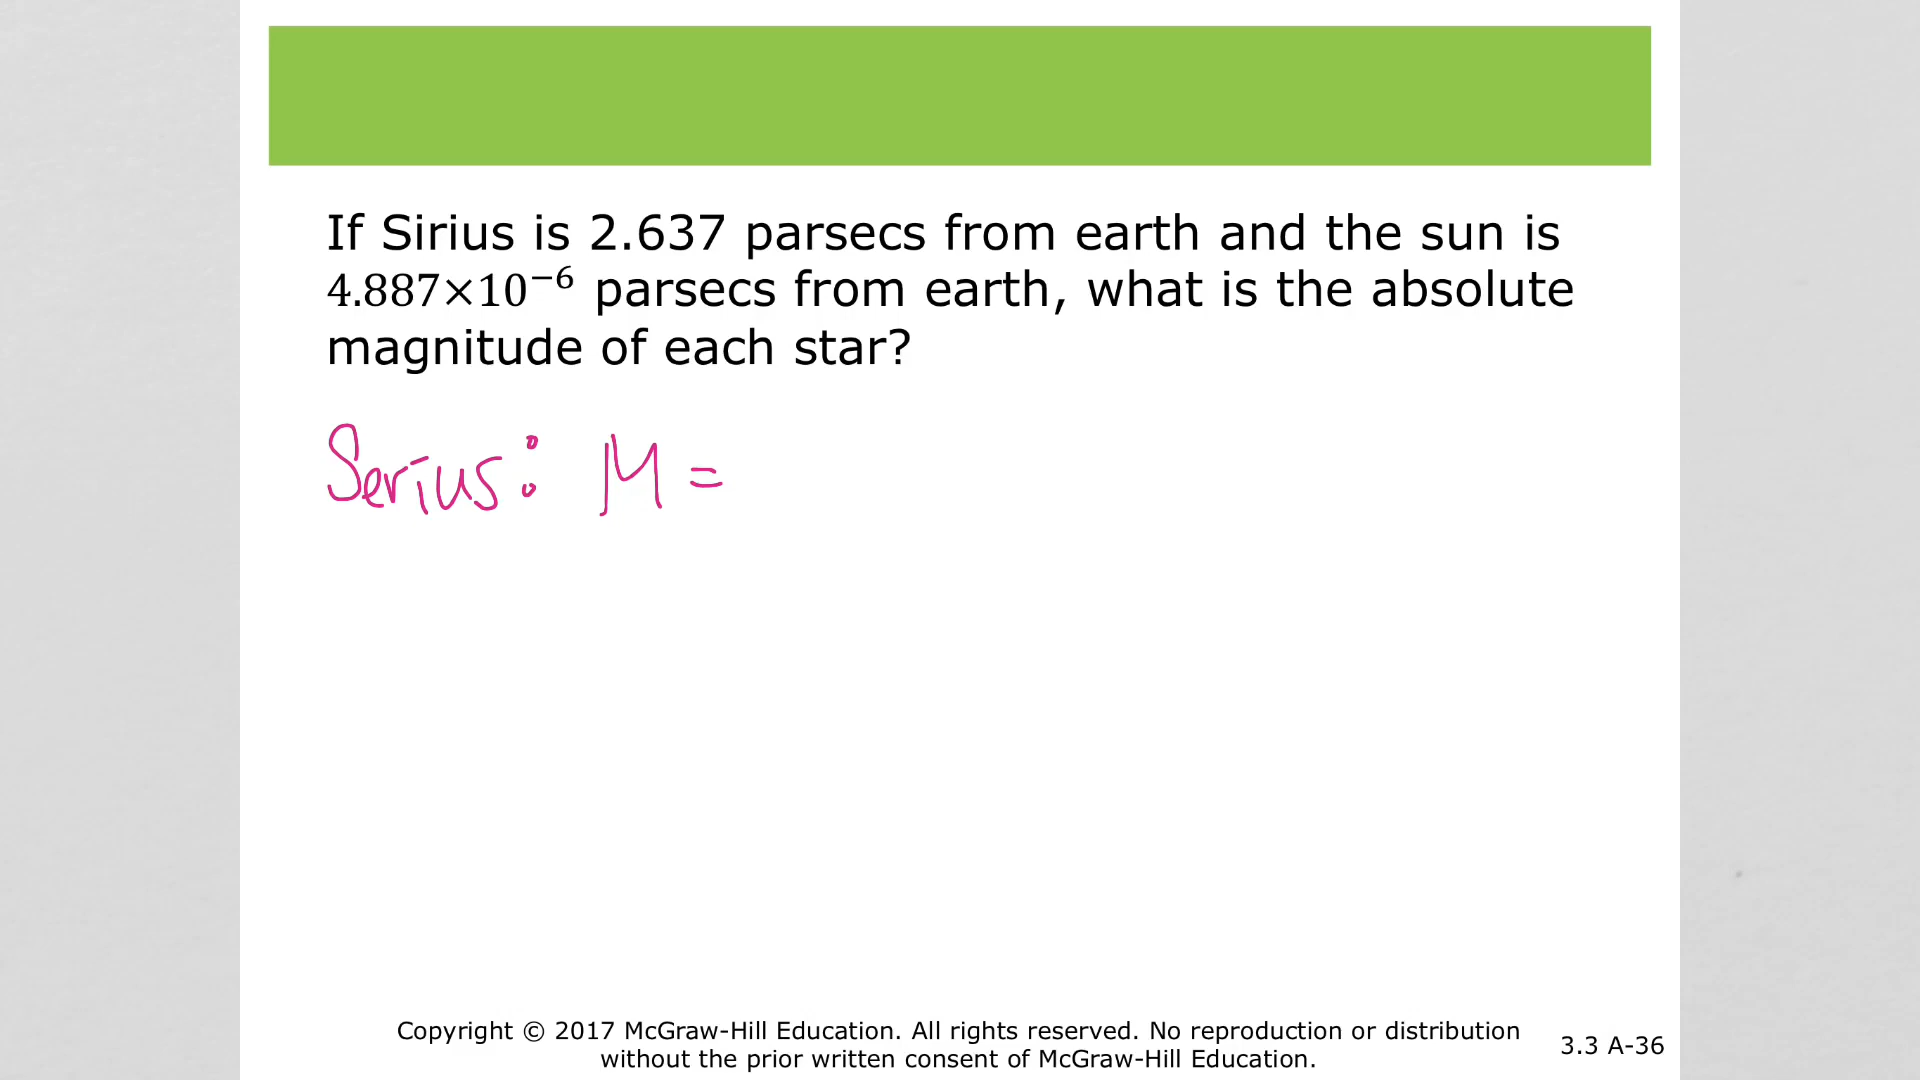 If Sirius is 2.637 parsecs from earth and the sun is
4.887×10⁻⁶ parsecs from earth, what is the absolute
magnitude of each star?
Serius: M =
Copyright © 2017 McGraw-Hill Education. All rights reserved. No reproduction or distribution
without the prior written consent of McGraw-Hill Education.
3.3 A-36